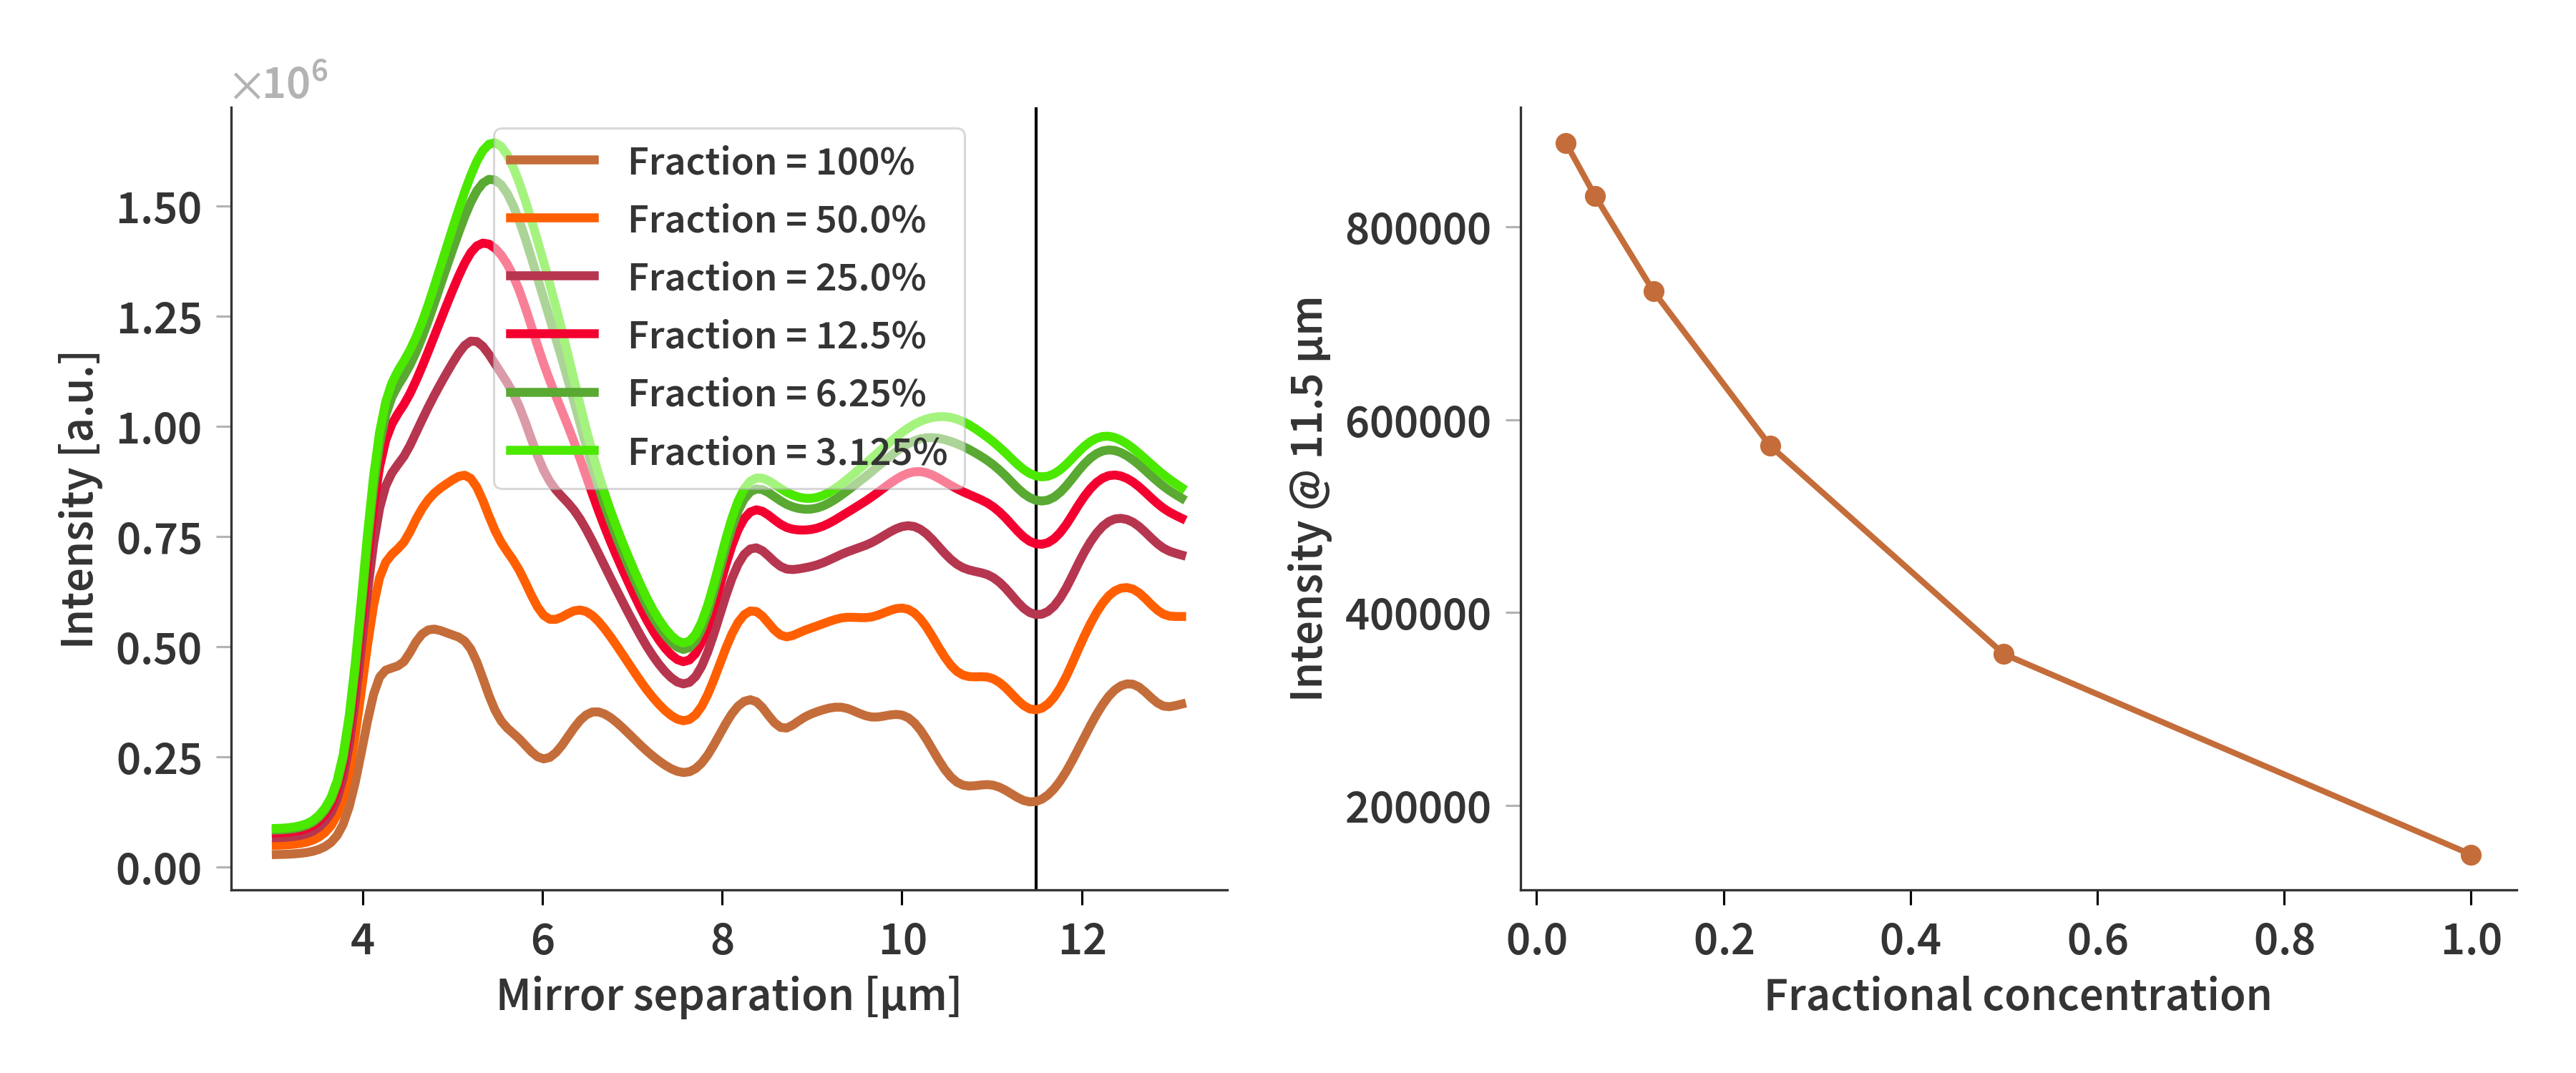 ×10⁶
1.50
1.25
1.00
0.75
0.50
0.25
0.00
Intensity [a.u.]
Fraction = 100%
Fraction = 50.0%
Fraction = 25.0%
Fraction = 12.5%
Fraction = 6.25%
Fraction = 3.125%
4 6 8 10 12
Mirror separation [µm]
800000
600000
400000
200000
Intensity @ 11.5 µm
0.0 0.2 0.4 0.6 0.8 1.0
Fractional concentration